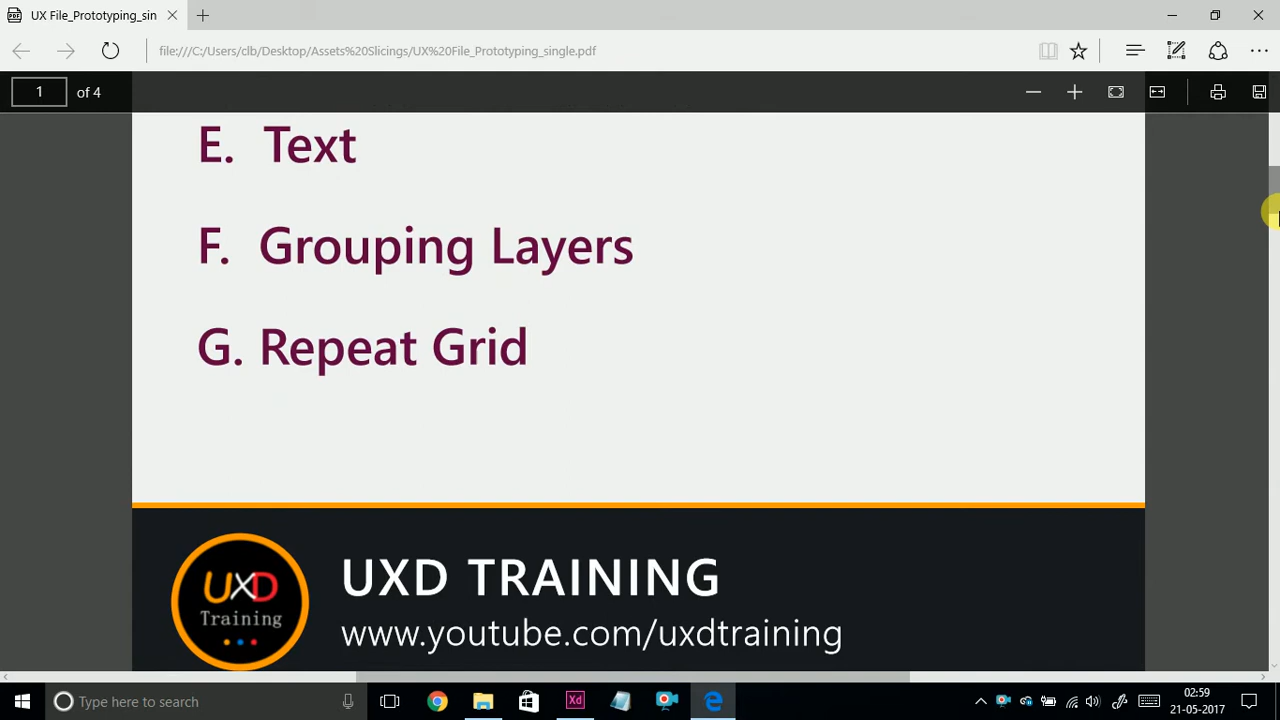 UX File_Prototyping_sin
file:///C:/Users/clb/Desktop/Assets%20Slicings/UX%20File_Prototyping_single.pdf
1 of 4
E. Text
F. Grouping Layers
G. Repeat Grid
UXD
Training
UXD TRAINING
www.youtube.com/uxdtraining
Type here to search
Xd
02:59
21-05-2017